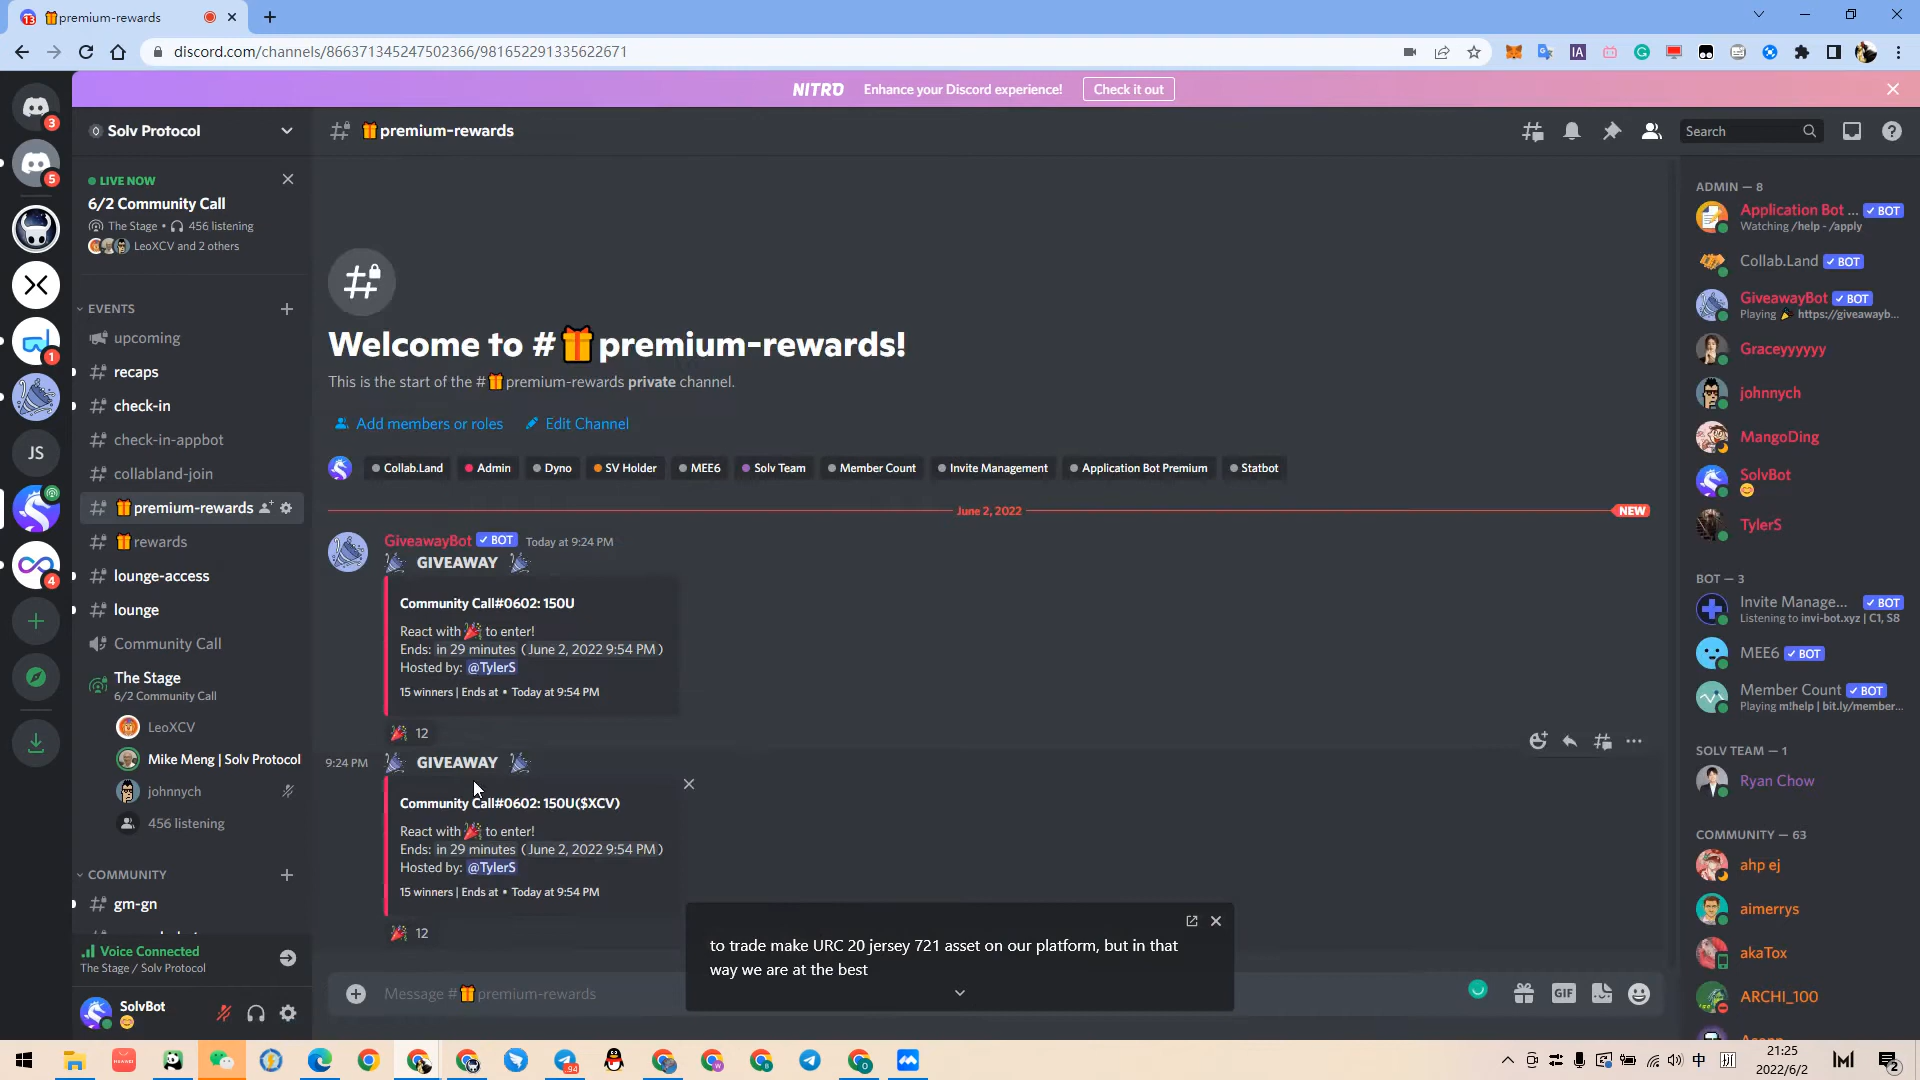 13
premium-rewards
discord.com/channels/866371345247502366/981652291335622671
IA
NITRO Enhance your Discord experience! Check it out
3
5
1
JS
4
Solv Protocol
LIVE NOW
6/2 Community Call
The Stage • 456 listening
LeoXCV and 2 others
EVENTS
upcoming
recaps
check-in
check-in-appbot
collabland-join
premium-rewards
rewards
lounge-access
lounge
Community Call
The Stage
6/2 Community Call
LeoXCV
Mike Meng | Solv Protocol
johnnych
456 listening
COMMUNITY
gm-gn
Voice Connected
The Stage / Solv Protocol
SolvBot
premium-rewards
Search
Welcome to #🎁premium-rewards!
This is the start of the #🎁premium-rewards private channel.
Add members or roles Edit Channel
Collab.Land Admin Dyno SV Holder MEE6 Solv Team Member Count Invite Management Application Bot Premium Statbot
June 2, 2022 NEW
GiveawayBot ✓ BOT Today at 9:24 PM
🎉 GIVEAWAY 🎉
Community Call#0602: 150U
React with 🎉 to enter!
Ends: in 29 minutes (June 2, 2022 9:54 PM)
Hosted by: @TylerS
15 winners | Ends at • Today at 9:54 PM
🎉 12
9:24 PM 🎉 GIVEAWAY 🎉
Community Call#0602: 150U($XCV)
React with 🎉 to enter!
Ends: in 29 minutes (June 2, 2022 9:54 PM)
Hosted by: @TylerS
15 winners | Ends at • Today at 9:54 PM
🎉 12
to trade make URC 20 jersey 721 asset on our platform, but in that
way we are at the best
Message #🎁premium-rewards
GIF
ADMIN — 8
Application Bot ... ✓ BOT
Watching /help - /apply
Collab.Land ✓ BOT
GiveawayBot ✓ BOT
Playing 🎉 https://giveawayb...
Graceyyyyyy
johnnych
MangoDing
SolvBot
TylerS
BOT — 3
Invite Manage... ✓ BOT
Listening to invi-bot.xyz | C1, S8
MEE6 ✓ BOT
Member Count ✓ BOT
Playing m!help | bit.ly/member...
SOLV TEAM — 1
Ryan Chow
COMMUNITY — 63
ahp ej
aimerrys
akaTox
ARCHI_100
94
中
21:25
2022/6/2
2